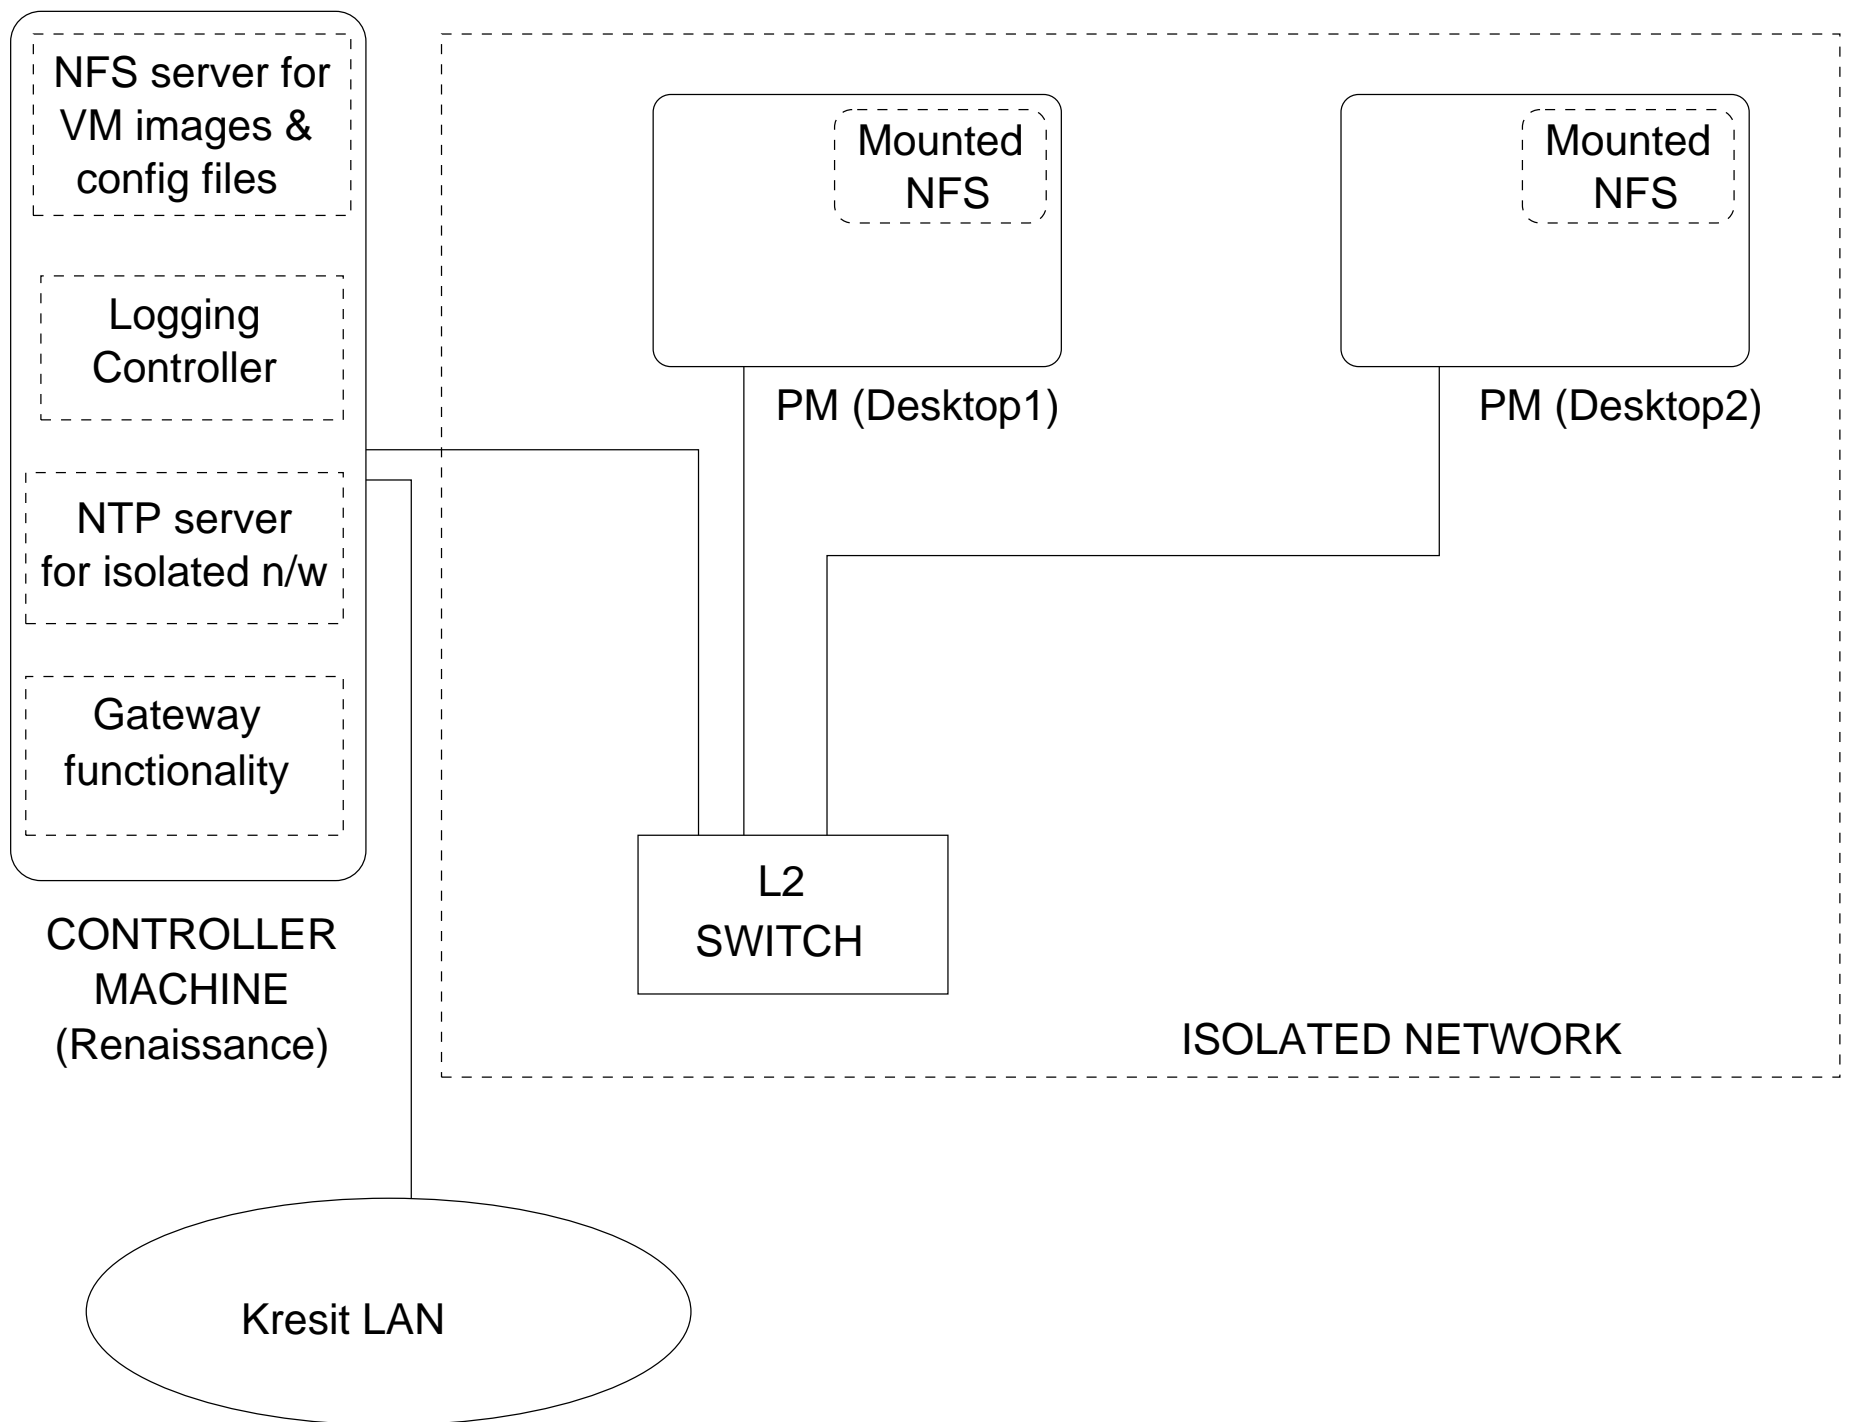 NFS server for
VM images &
config files
Logging
Controller
NTP server
for isolated n/w
Gateway
functionality
CONTROLLER
MACHINE
(Renaissance)
Mounted
NFS
PM (Desktop1)
Mounted
NFS
PM (Desktop2)
L2
SWITCH
ISOLATED NETWORK
Kresit LAN